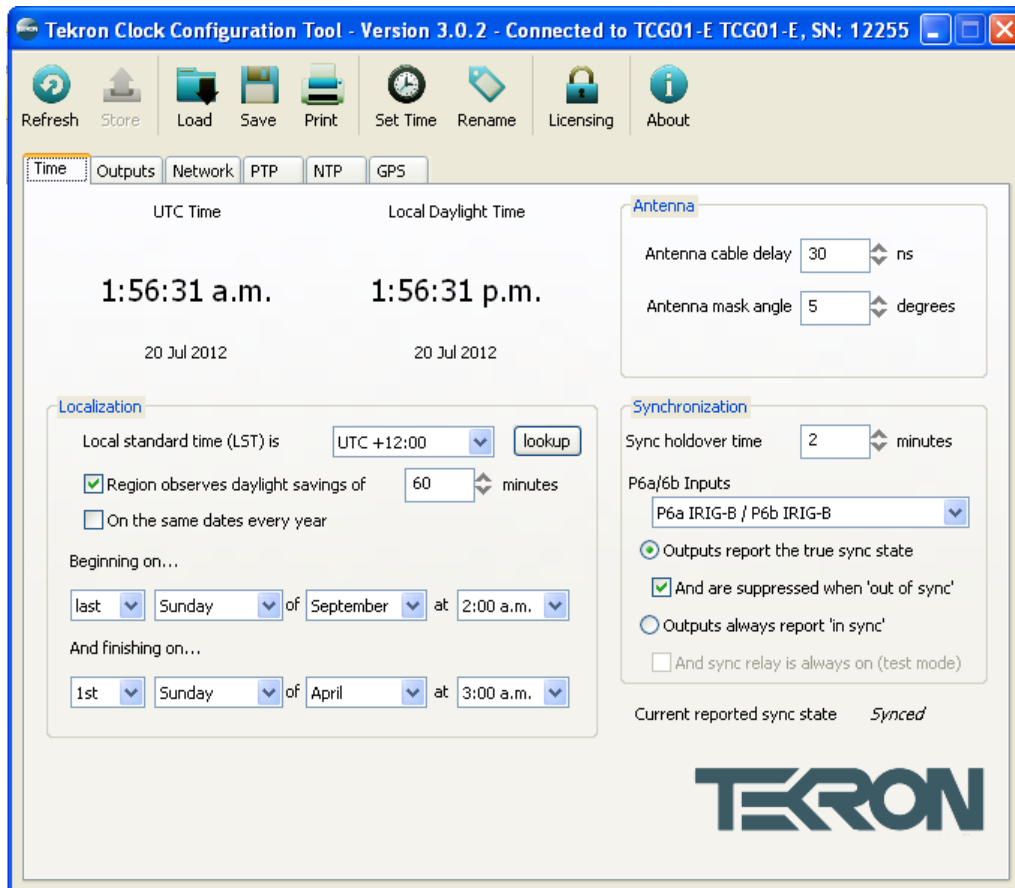 Tekron Clock Configuration Tool - Version 3.0.2 - Connected to TCG01-E TCG01-E, SN: 12255
Refresh Store Load Save Print Set Time Rename Licensing About
Time Outputs Network PTP NTP GPS
UTC Time Local Daylight Time
1:56:31 a.m. 1:56:31 p.m.
20 Jul 2012 20 Jul 2012
Antenna
Antenna cable delay 30 ns
Antenna mask angle 5 degrees
Localization
Local standard time (LST) is UTC +12:00 lookup
Region observes daylight savings of 60 minutes
On the same dates every year
Beginning on...
last Sunday of September at 2:00 a.m.
And finishing on...
1st Sunday of April at 3:00 a.m.
Synchronization
Sync holdover time 2 minutes
P6a/6b Inputs
P6a IRIG-B / P6b IRIG-B
Outputs report the true sync state
And are suppressed when 'out of sync'
Outputs always report 'in sync'
And sync relay is always on (test mode)
Current reported sync state Synced
TEKRON